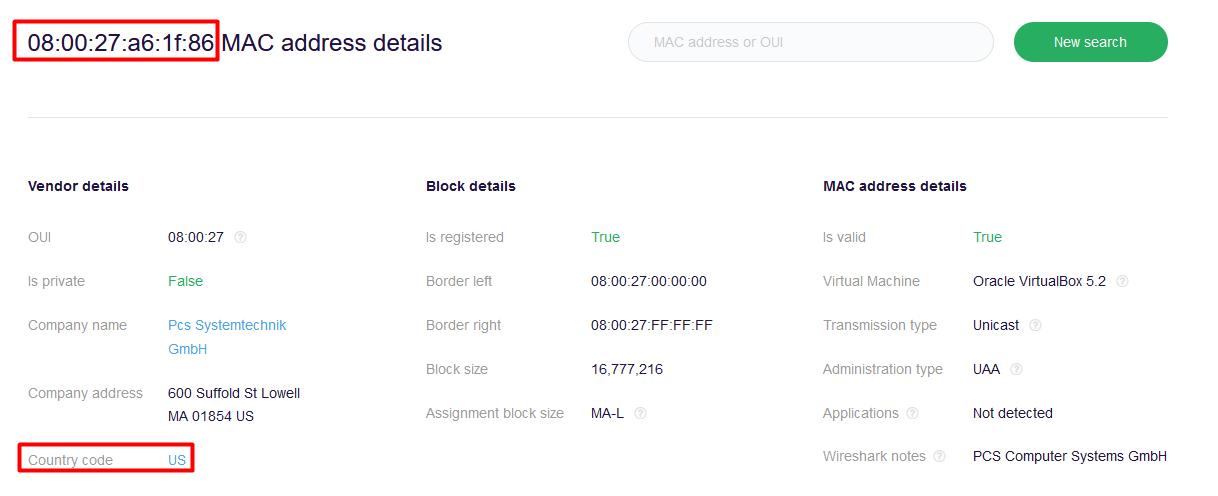 08:00:27:a6:1f:86 MAC address details
MAC address or OUI
New search
Vendor details
OUI 08:00:27 ?
Is private False
Company name Pcs Systemtechnik
GmbH
Company address 600 Suffold St Lowell
MA 01854 US
Country code US
Block details
Is registered True
Border left 08:00:27:00:00:00
Border right 08:00:27:FF:FF:FF
Block size 16,777,216
Assignment block size MA-L ?
MAC address details
Is valid True
Virtual Machine Oracle VirtualBox 5.2 ?
Transmission type Unicast ?
Administration type UAA ?
Applications ? Not detected
Wireshark notes ? PCS Computer Systems GmbH